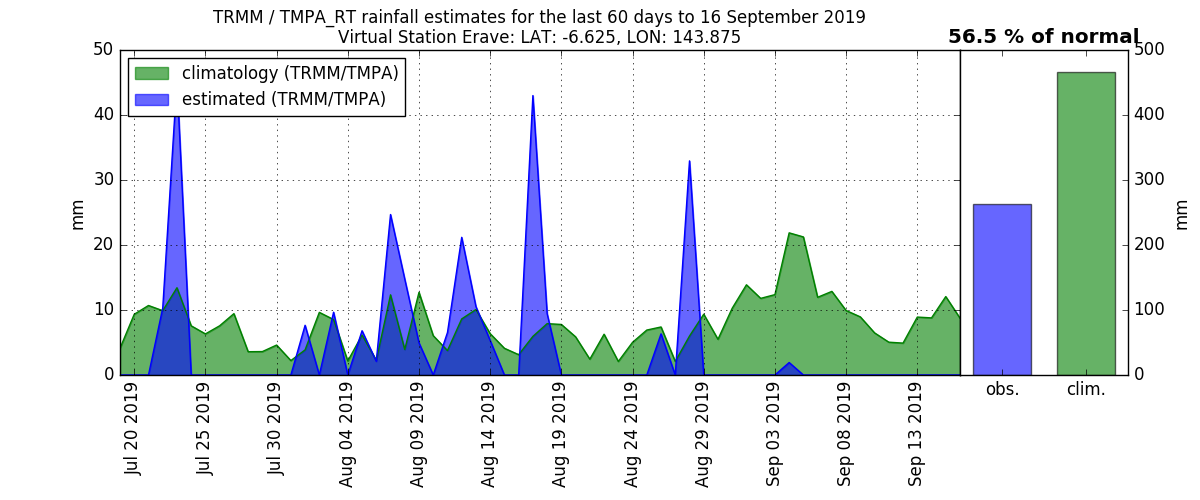 TRMM / TMPA_RT rainfall estimates for the last 60 days to 16 September 2019
Virtual Station Erave: LAT: -6.625, LON: 143.875
56.5 % of normal
climatology (TRMM/TMPA)
estimated (TRMM/TMPA)
50
40
30
20
10
0
mm
500
400
300
200
100
0
mm
Jul 20 2019
Jul 25 2019
Jul 30 2019
Aug 04 2019
Aug 09 2019
Aug 14 2019
Aug 19 2019
Aug 24 2019
Aug 29 2019
Sep 03 2019
Sep 08 2019
Sep 13 2019
obs.
clim.